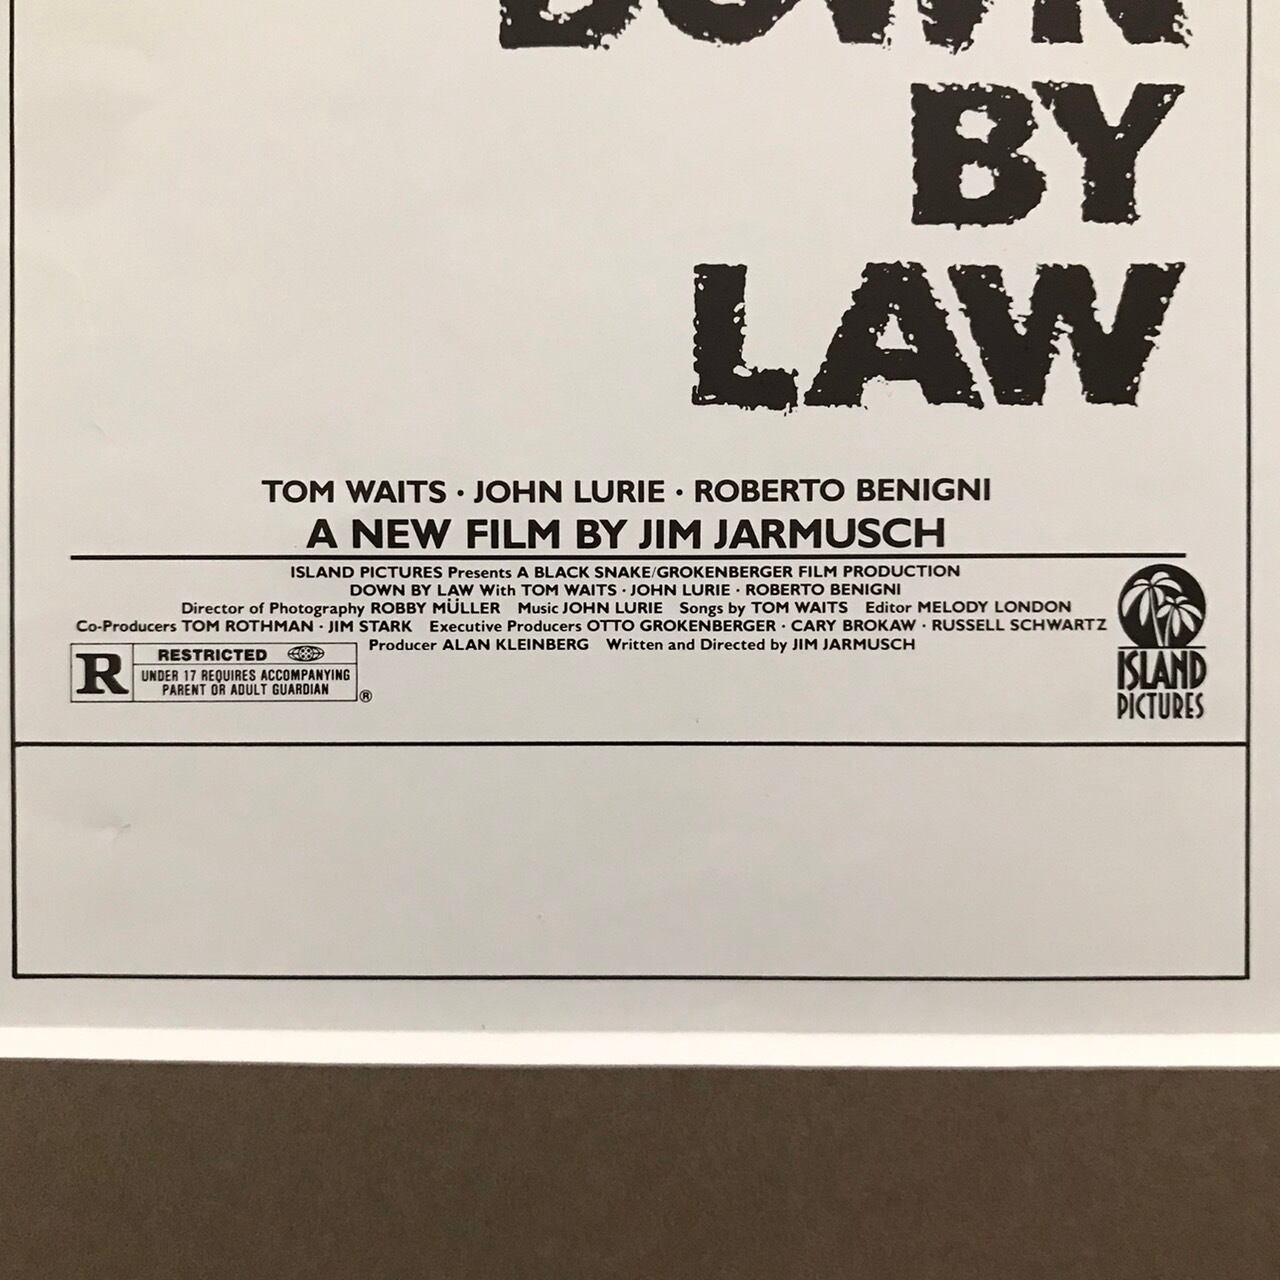 DOWN
BY
LAW
TOM WAITS · JOHN LURIE · ROBERTO BENIGNI
A NEW FILM BY JIM JARMUSCH
ISLAND PICTURES Presents A BLACK SNAKE/GROKENBERGER FILM PRODUCTION
DOWN BY LAW With TOM WAITS · JOHN LURIE · ROBERTO BENIGNI
Director of Photography ROBBY MÜLLER Music JOHN LURIE Songs by TOM WAITS Editor MELODY LONDON
Co-Producers TOM ROTHMAN · JIM STARK Executive Producers OTTO GROKENBERGER · CARY BROKAW · RUSSELL SCHWARTZ
Producer ALAN KLEINBERG Written and Directed by JIM JARMUSCH
R RESTRICTED
UNDER 17 REQUIRES ACCOMPANYING
PARENT OR ADULT GUARDIAN ®
ISLAND
PICTURES